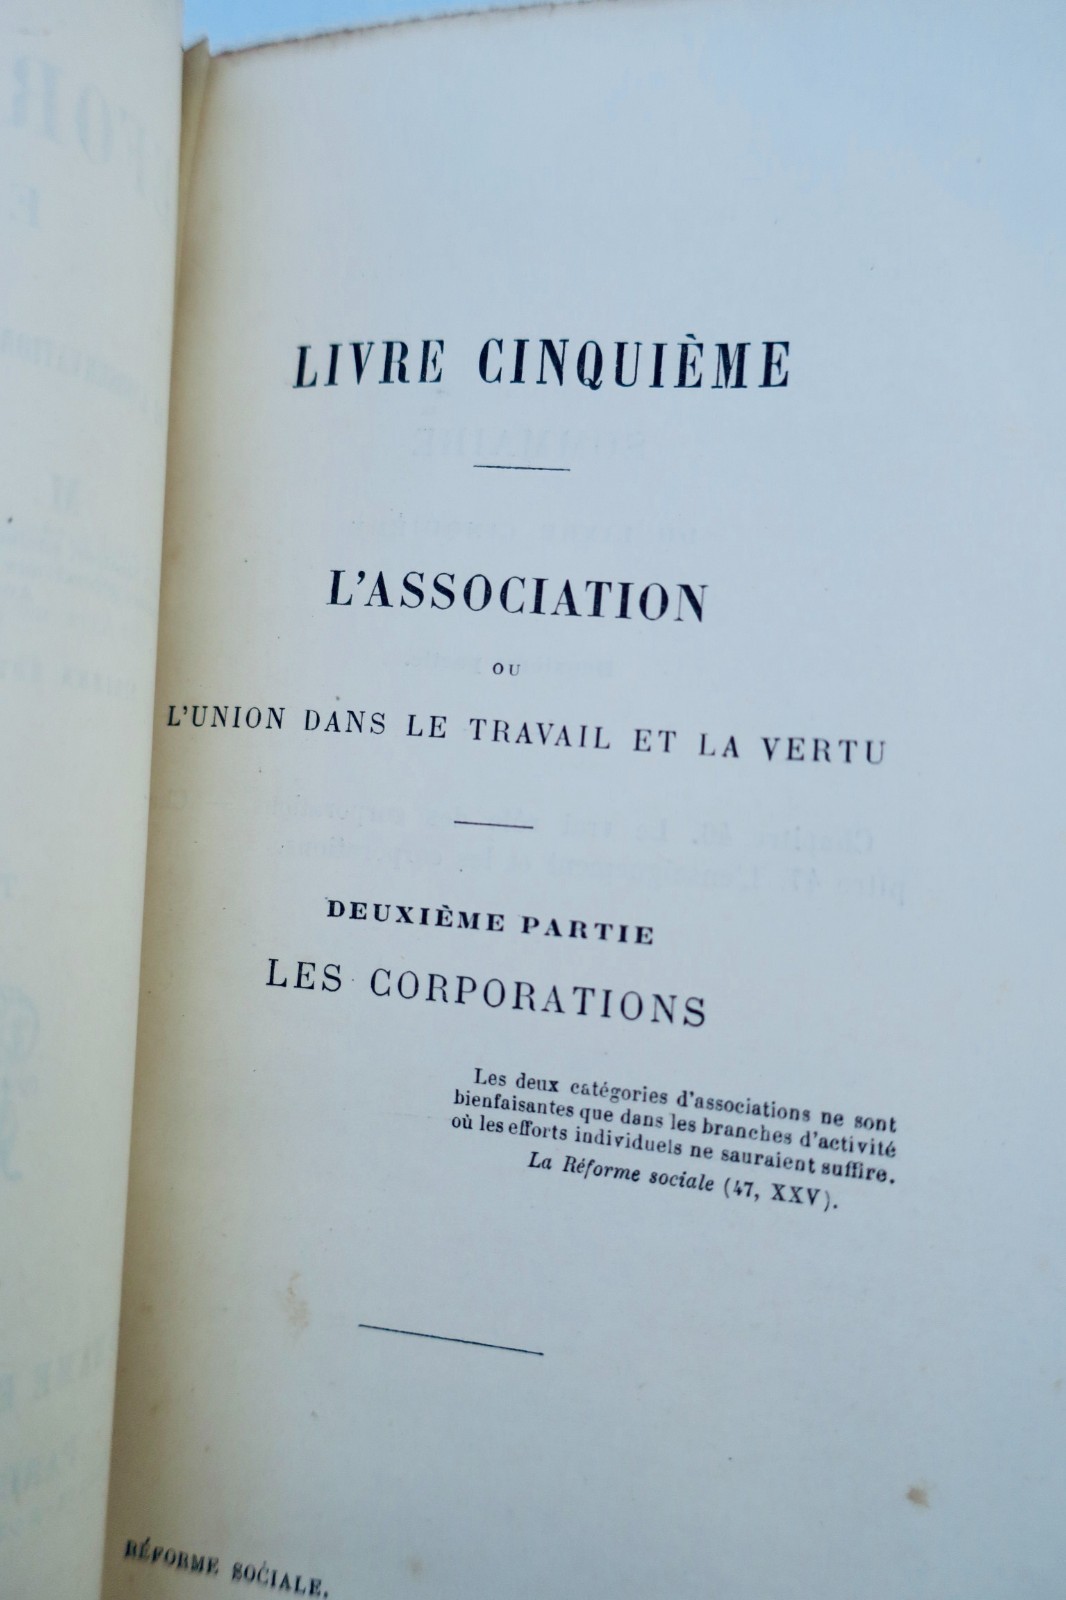 LIVRE CINQUIÈME
L'ASSOCIATION
OU
L'UNION DANS LE TRAVAIL ET LA VERTU
DEUXIÈME PARTIE
LES CORPORATIONS
Les deux catégories d'associations ne sont
bienfaisantes que dans les branches d'activité
où les efforts individuels ne sauraient suffire.
La Réforme sociale (47, XXV).
RÉFORME SOCIALE.